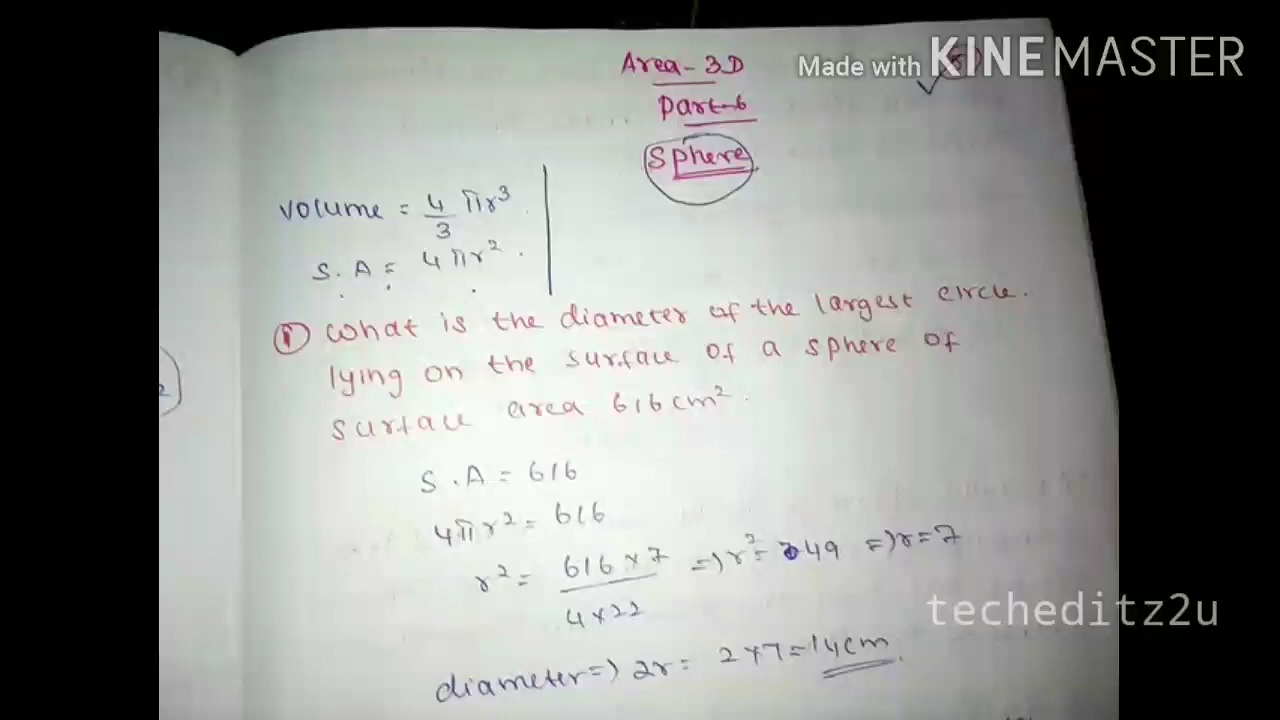 Area-3D
Made with KINEMASTER
Part-6
Sphere
Volume = 4/3 πr³
S.A = 4πr².
① What is the diameter of the largest circle.
lying on the surface of a sphere of
surface area 616cm².
S.A = 616
4πr² = 616
r² = 616×7/4×22 => r² = 49 => r = 7
techeditz2u
diameter => 2r = 2×7 = 14cm.